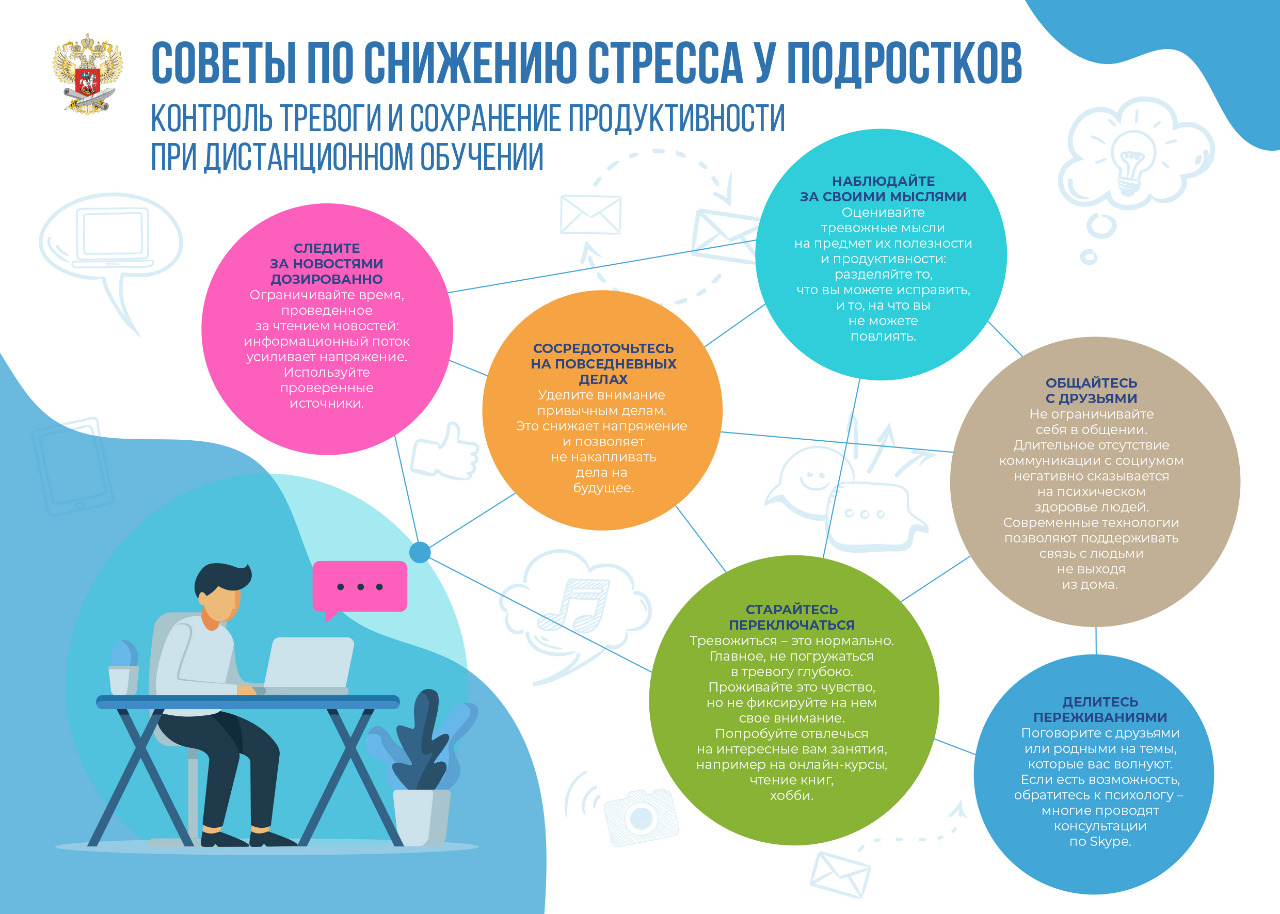 СОВЕТЫ ПО СНИЖЕНИЮ СТРЕССА У ПОДРОСТКОВ
КОНТРОЛЬ ТРЕВОГИ И СОХРАНЕНИЕ ПРОДУКТИВНОСТИ
ПРИ ДИСТАНЦИОННОМ ОБУЧЕНИИ
СЛЕДИТЕ
ЗА НОВОСТЯМИ
ДОЗИРОВАННО
Ограничивайте время,
проведенное
за чтением новостей:
информационный поток
усиливает напряжение.
Используйте
проверенные
источники.
СОСРЕДОТОЧЬТЕСЬ
НА ПОВСЕДНЕВНЫХ
ДЕЛАХ
Уделите внимание
привычным делам.
Это снижает напряжение
и позволяет
не накапливать
дела на
будущее.
НАБЛЮДАЙТЕ
ЗА СВОИМИ МЫСЛЯМИ
Оценивайте
тревожные мысли
на предмет их полезности
и продуктивности:
разделяйте то,
что вы можете исправить,
и то, на что вы
не можете
повлиять.
ОБЩАЙТЕСЬ
С ДРУЗЬЯМИ
Не ограничивайте
себя в общении.
Длительное отсутствие
коммуникации с социумом
негативно сказывается
на психическом
здоровье людей.
Современные технологии
позволяют поддерживать
связь с людьми
не выходя
из дома.
СТАРАЙТЕСЬ
ПЕРЕКЛЮЧАТЬСЯ
Тревожиться – это нормально.
Главное, не погружаться
в тревогу глубоко.
Проживайте это чувство,
но не фиксируйте на нем
свое внимание.
Попробуйте отвлечься
на интересные вам занятия,
например на онлайн-курсы,
чтение книг,
хобби.
ДЕЛИТЕСЬ
ПЕРЕЖИВАНИЯМИ
Поговорите с друзьями
или родными на темы,
которые вас волнуют.
Если есть возможность,
обратитесь к психологу –
многие проводят
консультации
по Skype.